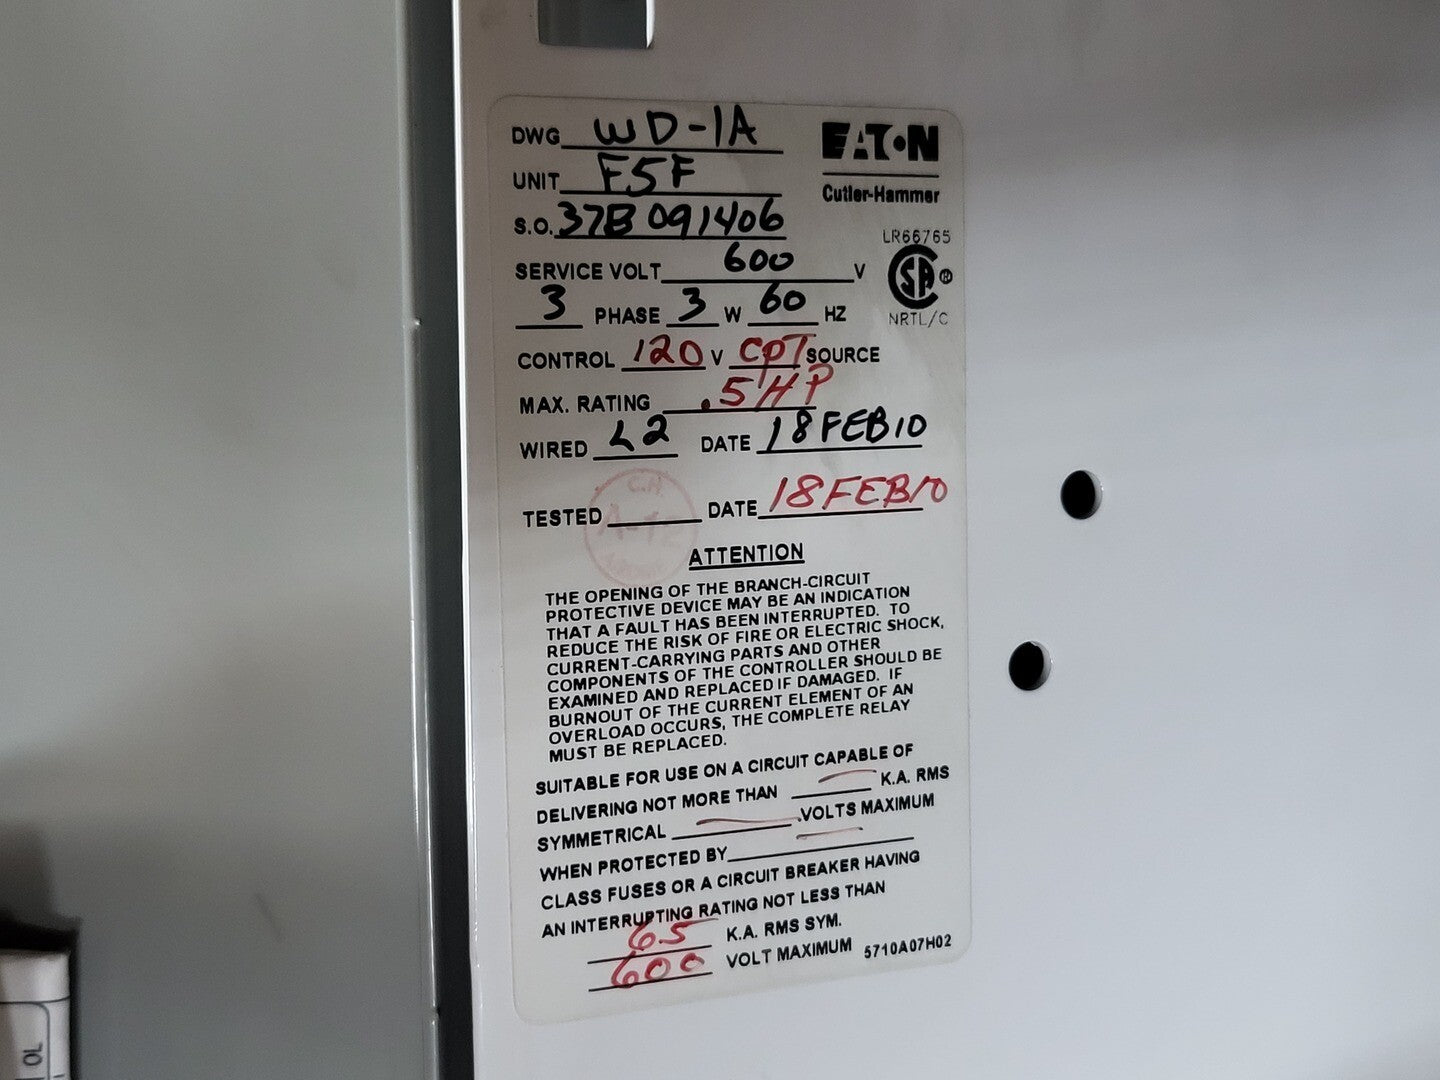 DWG WD-1A
EATON
UNIT F5F
Cutler-Hammer
S.O. 37B091406
LR66765
SERVICE VOLT 600 V
SA ®
3 PHASE 3 W 60 HZ
NRTL/C
CONTROL 120 V CPT SOURCE
MAX. RATING .5HP
WIRED L2 DATE 18FEB10
C.H.
TESTED DATE 18FEB10
ATTENTION
THE OPENING OF THE BRANCH-CIRCUIT
PROTECTIVE DEVICE MAY BE AN INDICATION
THAT A FAULT HAS BEEN INTERRUPTED. TO
REDUCE THE RISK OF FIRE OR ELECTRIC SHOCK,
CURRENT-CARRYING PARTS AND OTHER
COMPONENTS OF THE CONTROLLER SHOULD BE
EXAMINED AND REPLACED IF DAMAGED. IF
BURNOUT OF THE CURRENT ELEMENT OF AN
OVERLOAD OCCURS, THE COMPLETE RELAY
MUST BE REPLACED.
SUITABLE FOR USE ON A CIRCUIT CAPABLE OF
DELIVERING NOT MORE THAN K.A. RMS
SYMMETRICAL VOLTS MAXIMUM
WHEN PROTECTED BY
CLASS FUSES OR A CIRCUIT BREAKER HAVING
AN INTERRUPTING RATING NOT LESS THAN
65 K.A. RMS SYM.
600 VOLT MAXIMUM 5710A07H02
OL